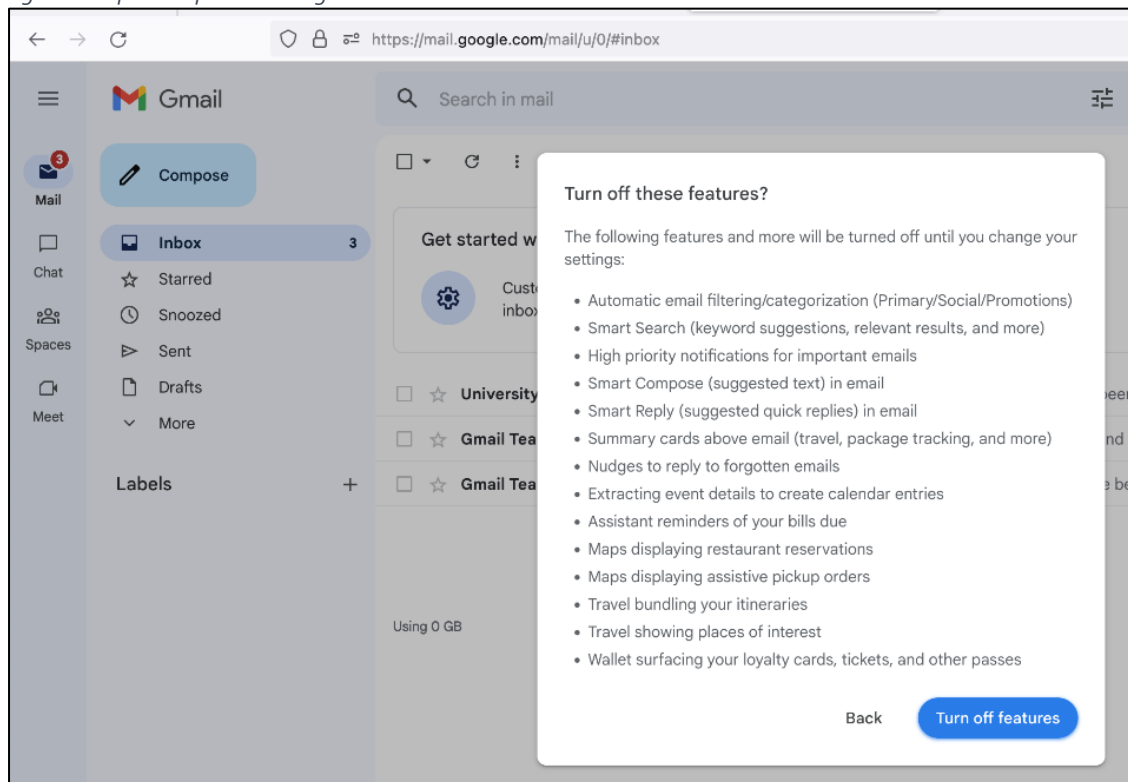 https://mail.google.com/mail/u/0/#inbox
Gmail
Search in mail
3
Mail
Chat
Spaces
Meet
Compose
Inbox 3
Starred
Snoozed
Sent
Drafts
More
Labels +
Get started w
Cust
inbox
University
Gmail Tea
nd
Gmail Tea
Using 0 GB
Turn off these features?
The following features and more will be turned off until you change your
settings:
• Automatic email filtering/categorization (Primary/Social/Promotions)
• Smart Search (keyword suggestions, relevant results, and more)
• High priority notifications for important emails
• Smart Compose (suggested text) in email
• Smart Reply (suggested quick replies) in email
• Summary cards above email (travel, package tracking, and more)
• Nudges to reply to forgotten emails
• Extracting event details to create calendar entries
• Assistant reminders of your bills due
• Maps displaying restaurant reservations
• Maps displaying assistive pickup orders
• Travel bundling your itineraries
• Travel showing places of interest
• Wallet surfacing your loyalty cards, tickets, and other passes
Back
Turn off features